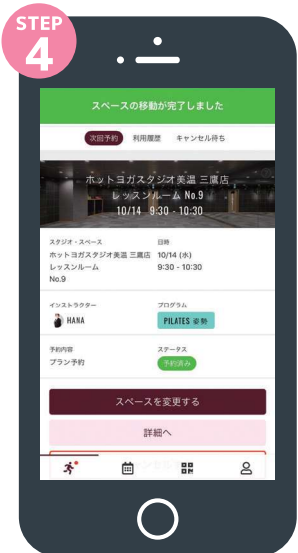 STEP
4
スペースの移動が完了しました
次回予約 利用履歴 キャンセル待ち
ホットヨガスタジオ美温 三鷹店
レッスンルーム No.9
10/14 9:30 - 10:30
スタジオ・スペース 日時
ホットヨガスタジオ美温 三鷹店 10/14 (水)
レッスンルーム 9:30 - 10:30
No.9
インストラクター プログラム
HANA PILATES 姿勢
予約内容 ステータス
プラン予約 予約済み
スペースを変更する
詳細へ